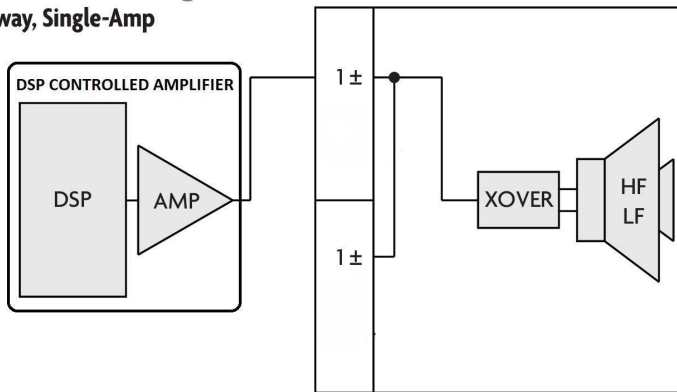 way, Single-Amp
DSP CONTROLLED AMPLIFIER
DSP
AMP
1 ±
1 ±
XOVER
HF
LF